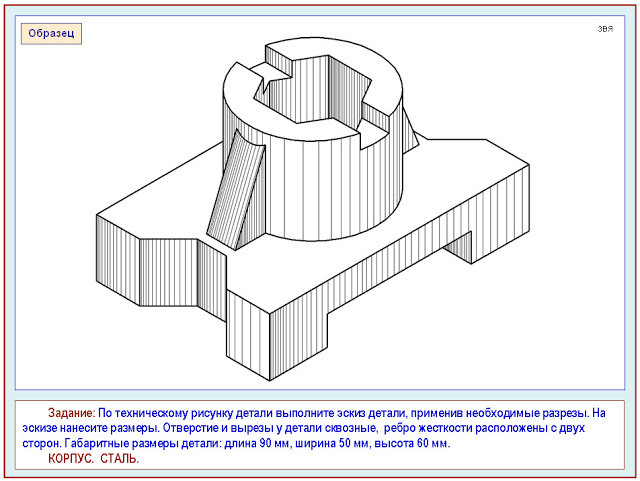 Образец
ЗВЯ
Задание: По техническому рисунку детали выполните эскиз детали, применив необходимые разрезы. На
эскизе нанесите размеры. Отверстие и вырезы у детали сквозные, ребро жесткости расположены с двух
сторон. Габаритные размеры детали: длина 90 мм, ширина 50 мм, высота 60 мм.
КОРПУС. СТАЛЬ.